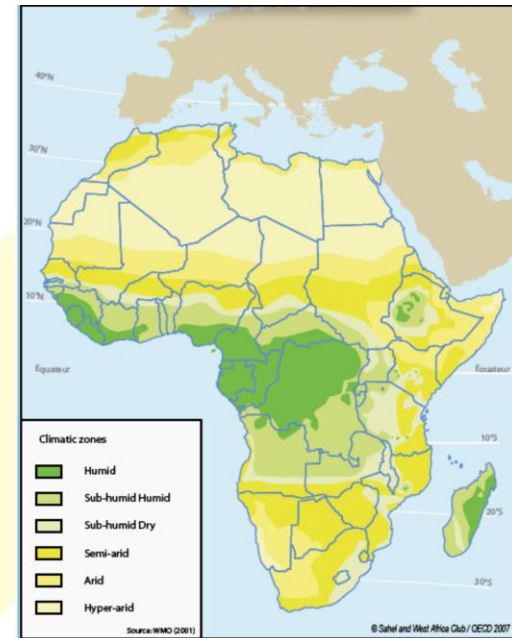 40°N
30°N
20°N
10°N
Équateur
Équateur
10°S
20°S
30°S
Climatic zones
Humid
Sub-humid Humid
Sub-humid Dry
Semi-arid
Arid
Hyper-arid
Source: WMO (2001)
© Sahel and West Africa Club / OECD 2007